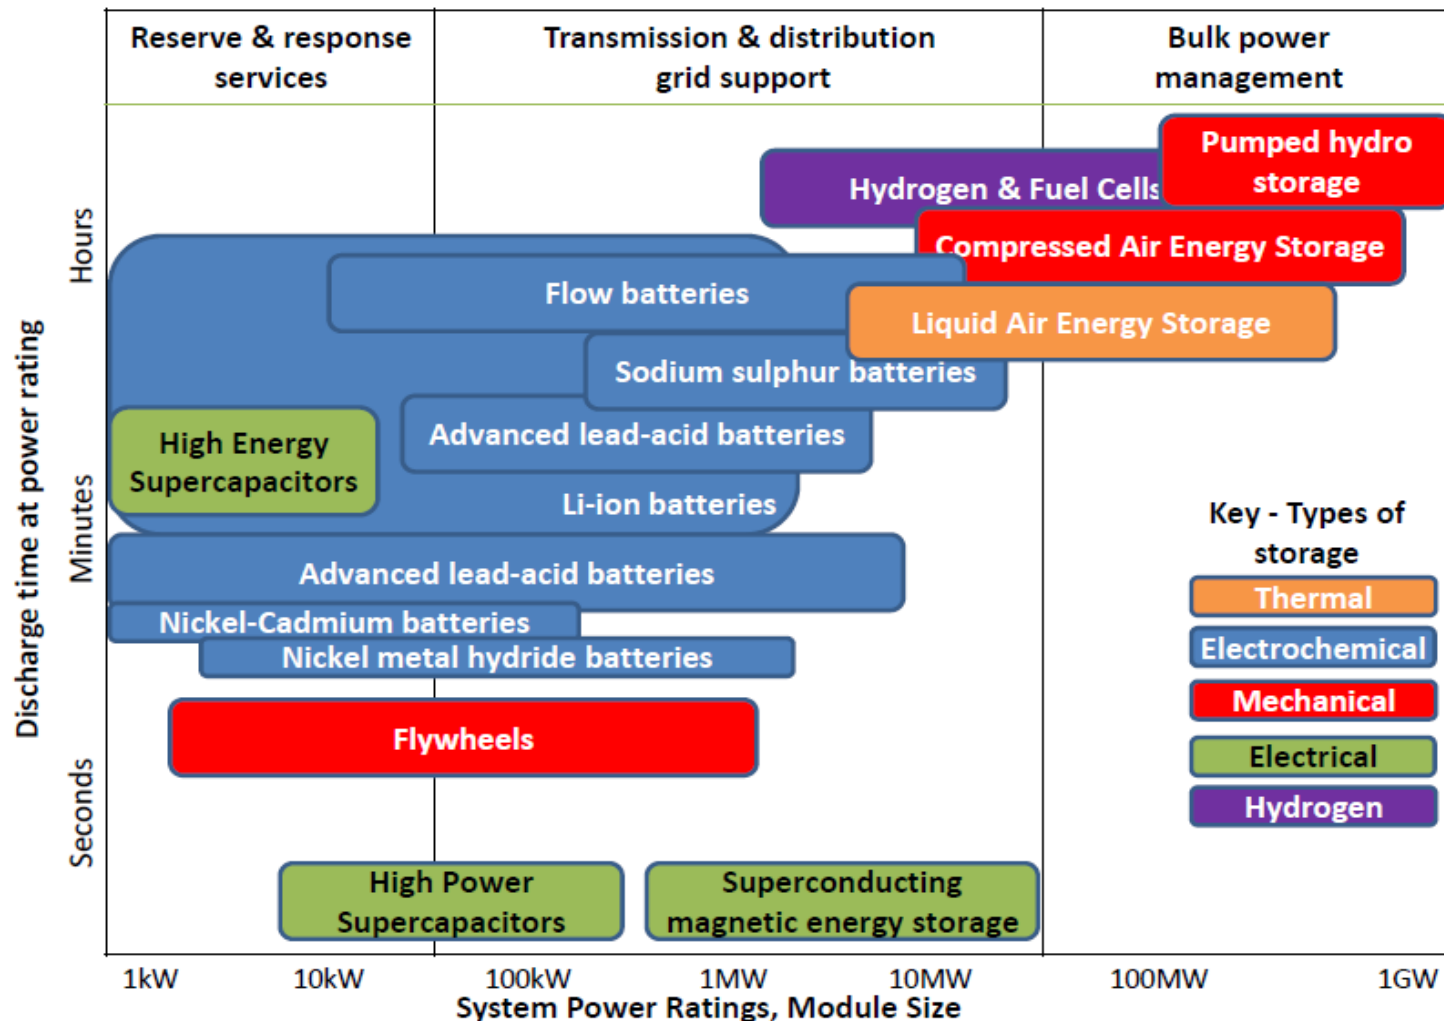 Reserve & response
services
Transmission & distribution
grid support
Bulk power
management
Pumped hydro
storage
Hydrogen & Fuel Cells
Compressed Air Energy Storage
Flow batteries
Liquid Air Energy Storage
Sodium sulphur batteries
Advanced lead-acid batteries
High Energy
Supercapacitors
Li-ion batteries
Advanced lead-acid batteries
Nickel-Cadmium batteries
Nickel metal hydride batteries
Flywheels
High Power
Supercapacitors
Superconducting
magnetic energy storage
Key - Types of
storage
Thermal
Electrochemical
Mechanical
Electrical
Hydrogen
Discharge time at power rating
Hours
Minutes
Seconds
1kW 10kW 100kW 1MW 10MW 100MW 1GW
System Power Ratings, Module Size